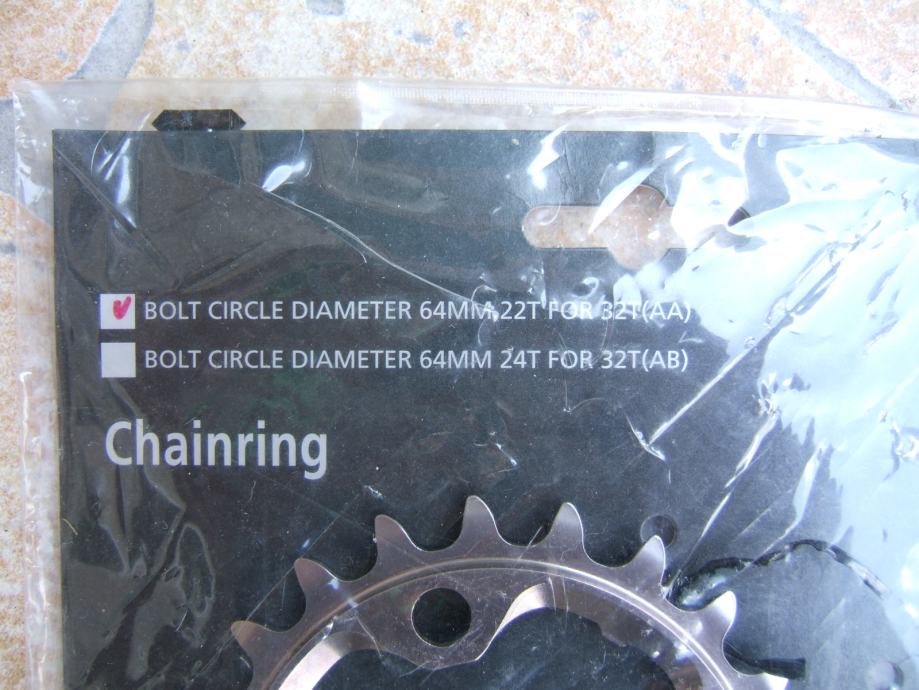 BOLT CIRCLE DIAMETER 64MM,22T FOR 32T(AA)
BOLT CIRCLE DIAMETER 64MM 24T FOR 32T(AB)
Chainring